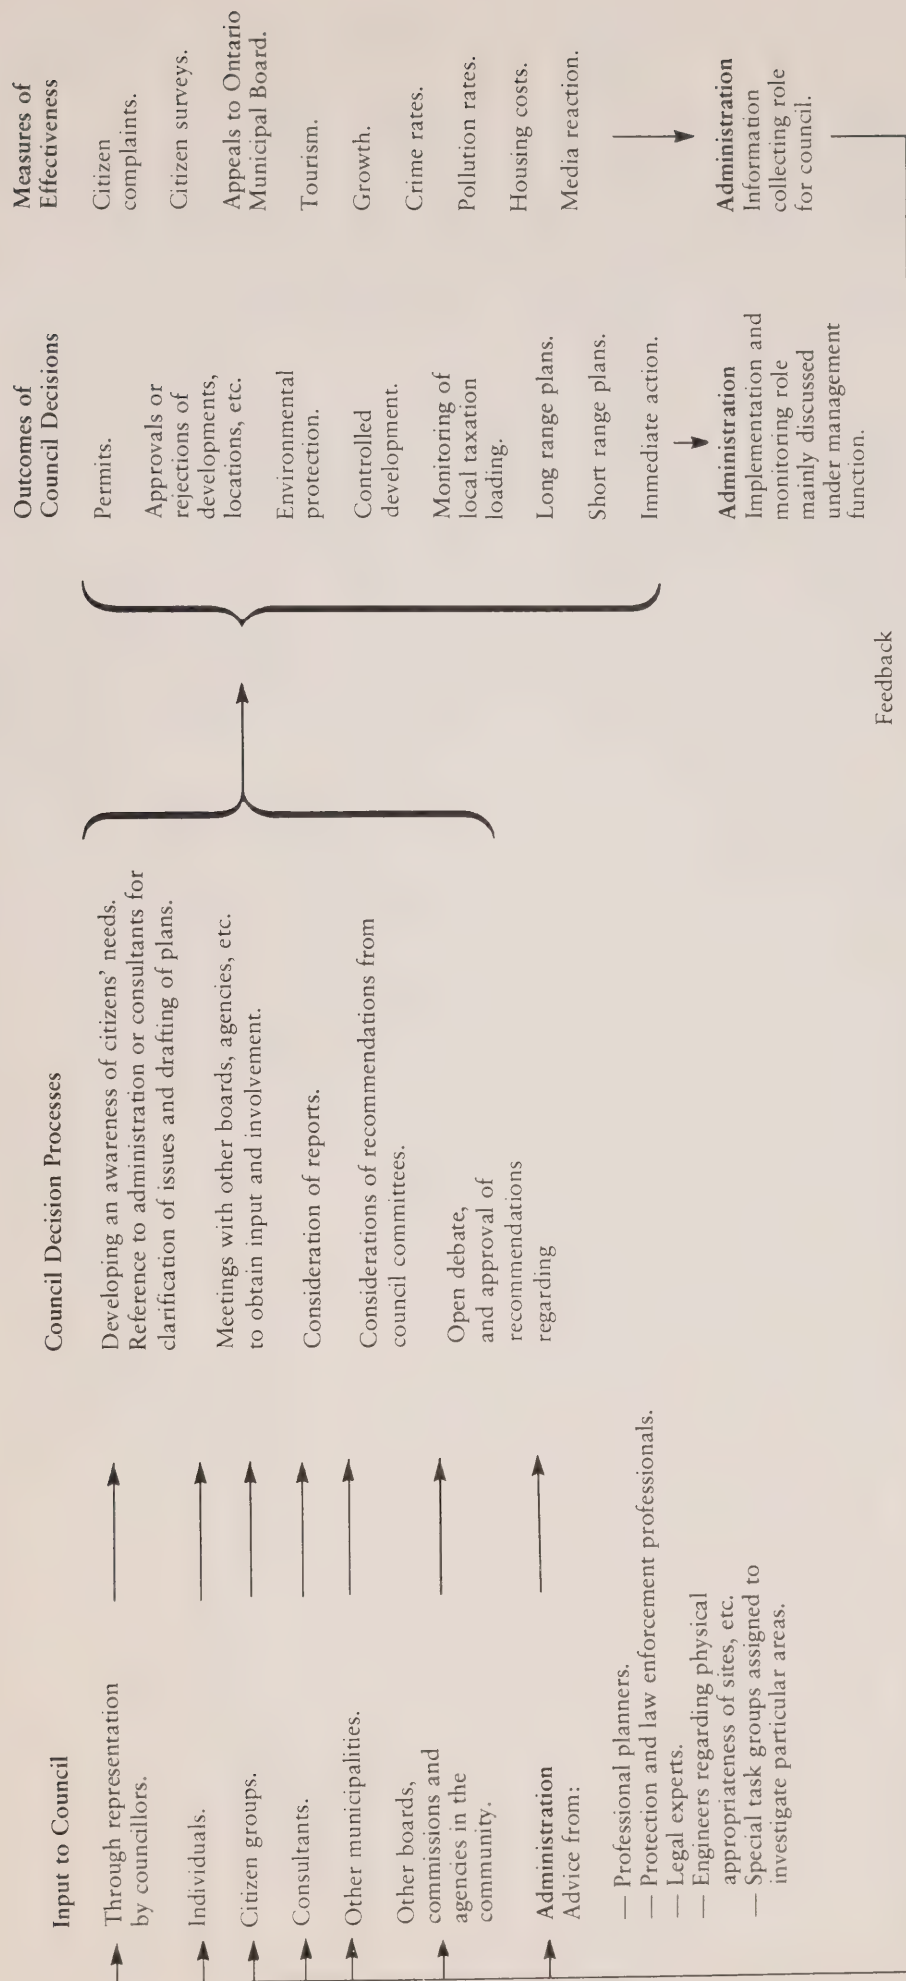 Input to Council
Through representation
by councillors.
Individuals.
Citizen groups.
Consultants.
Other municipalities.
Other boards,
commissions and
agencies in the
community.
Administration
Advice from:
— Professional planners.
— Protection and law enforcement professionals.
— Legal experts.
— Engineers regarding physical
appropriateness of sites, etc.
— Special task groups assigned to
investigate particular areas.
Council Decision Processes
Developing an awareness of citizens' needs.
Reference to administration or consultants for
clarification of issues and drafting of plans.
Meetings with other boards, agencies, etc.
to obtain input and involvement.
Consideration of reports.
Considerations of recommendations from
council committees.
Open debate,
and approval of
recommendations
regarding
Outcomes of
Council Decisions
Permits.
Approvals or
rejections of
developments,
locations, etc.
Environmental
protection.
Controlled
development.
Monitoring of
local taxation
loading.
Long range plans.
Short range plans.
Immediate action.
Administration
Implementation and
monitoring role
mainly discussed
under management
function.
Measures of
Effectiveness
Citizen
complaints.
Citizen surveys.
Appeals to Ontario
Municipal Board.
Tourism.
Growth.
Crime rates.
Pollution rates.
Housing costs.
Media reaction.
Administration
Information
collecting role
for council.
Feedback